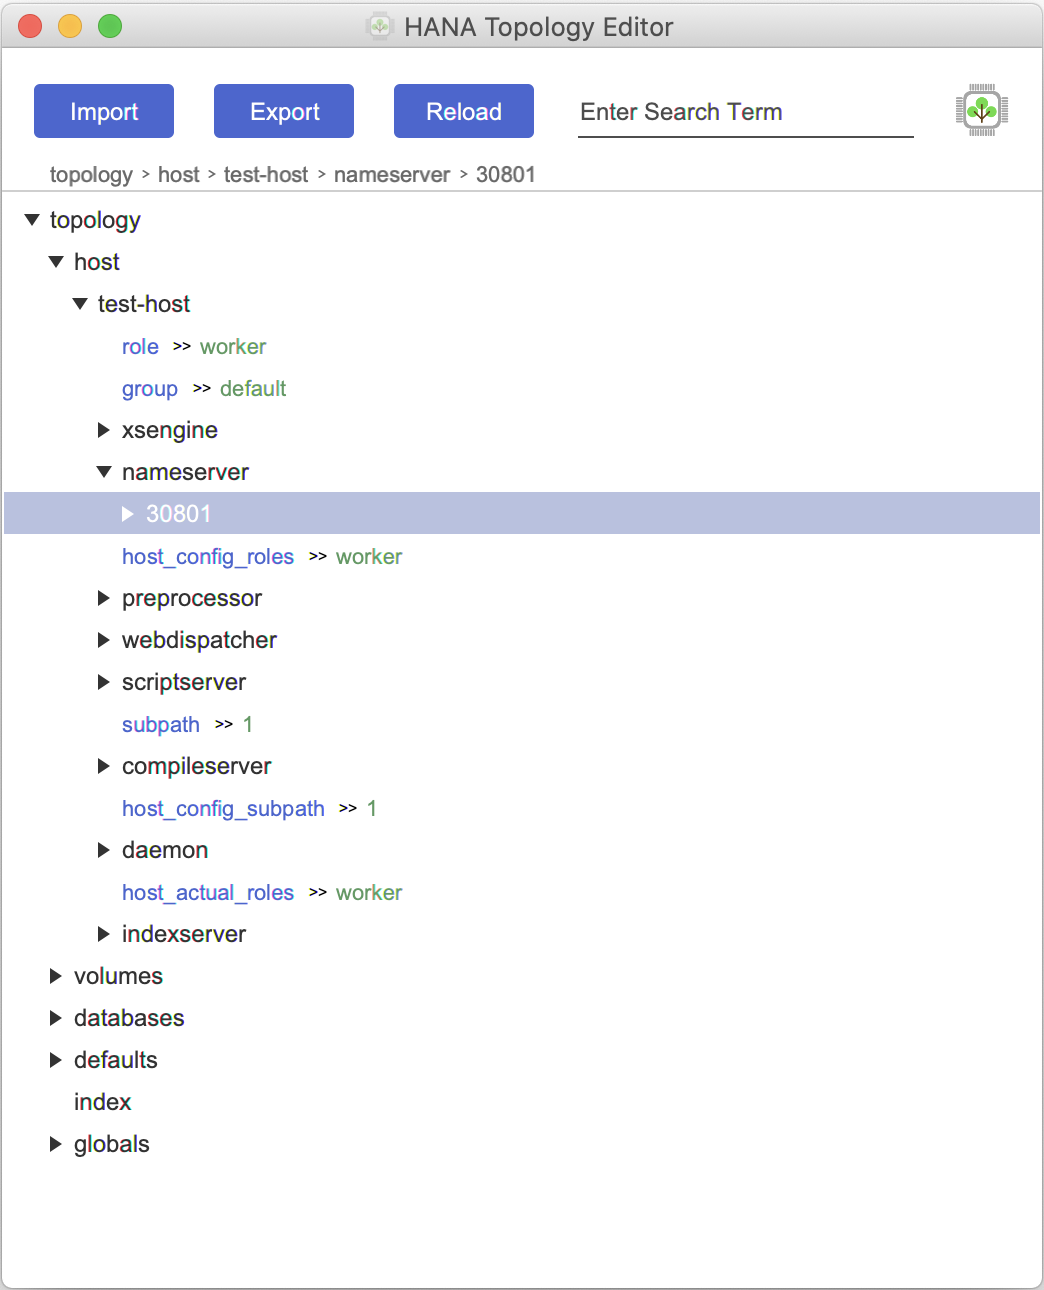 HANA Topology Editor
Import Export Reload Enter Search Term
topology > host > test-host > nameserver > 30801
topology
host
test-host
role >> worker
group >> default
xsengine
nameserver
30801
host_config_roles >> worker
preprocessor
webdispatcher
scriptserver
subpath >> 1
compileserver
host_config_subpath >> 1
daemon
host_actual_roles >> worker
indexserver
volumes
databases
defaults
index
globals